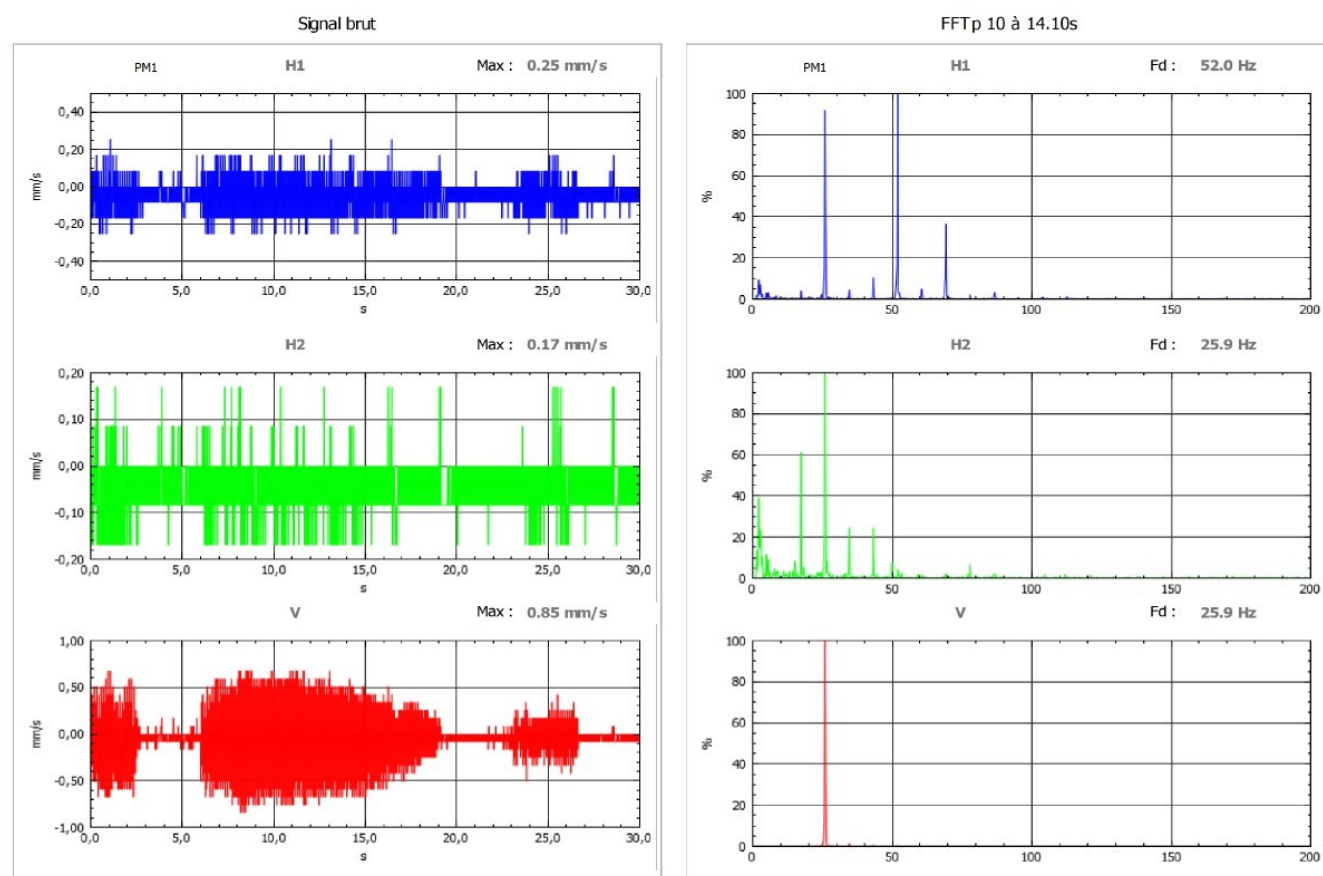 Signal brut
FFTp 10 à 14.10s
PM1 H1 Max : 0.25 mm/s
0,40
0,20
0,00
-0,20
-0,40
mm/s
0,0 5,0 10,0 15,0 20,0 25,0 30,0
s
H2 Max : 0.17 mm/s
0,20
0,10
0,00
-0,10
-0,20
mm/s
0,0 5,0 10,0 15,0 20,0 25,0 30,0
s
V Max : 0.85 mm/s
1,00
0,50
0,00
-0,50
-1,00
mm/s
0,0 5,0 10,0 15,0 20,0 25,0 30,0
s
PM1 H1 Fd : 52.0 Hz
100
80
60
40
20
0
%
0 50 100 150 200
H2 Fd : 25.9 Hz
100
80
60
40
20
0
%
0 50 100 150 200
V Fd : 25.9 Hz
100
80
60
40
20
0
%
0 50 100 150 200